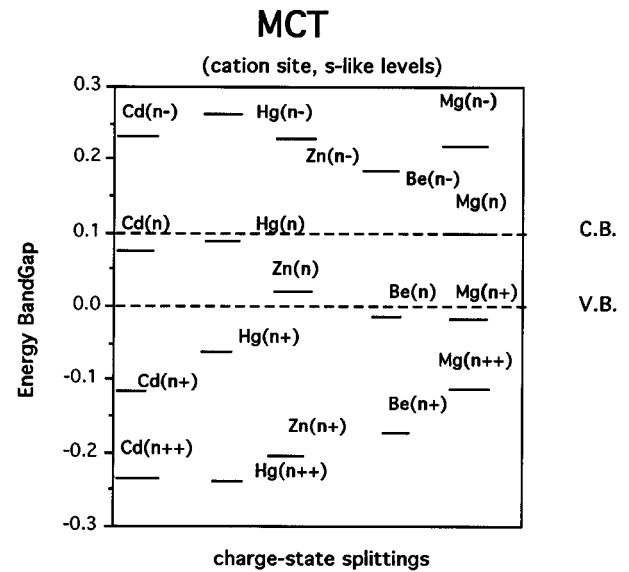 MCT
(cation site, s-like levels)
0.3
Mg(n-)
Cd(n-)
Hg(n-)
0.2
Zn(n-)
Be(n-)
Mg(n)
Cd(n)
Hg(n)
0.1
C.B.
Zn(n)
Be(n)
Mg(n+)
0.0
V.B.
Energy BandGap
Hg(n+)
Mg(n++)
-0.1
Cd(n+)
Be(n+)
Zn(n+)
Cd(n++)
-0.2
Hg(n++)
-0.3
charge-state splittings